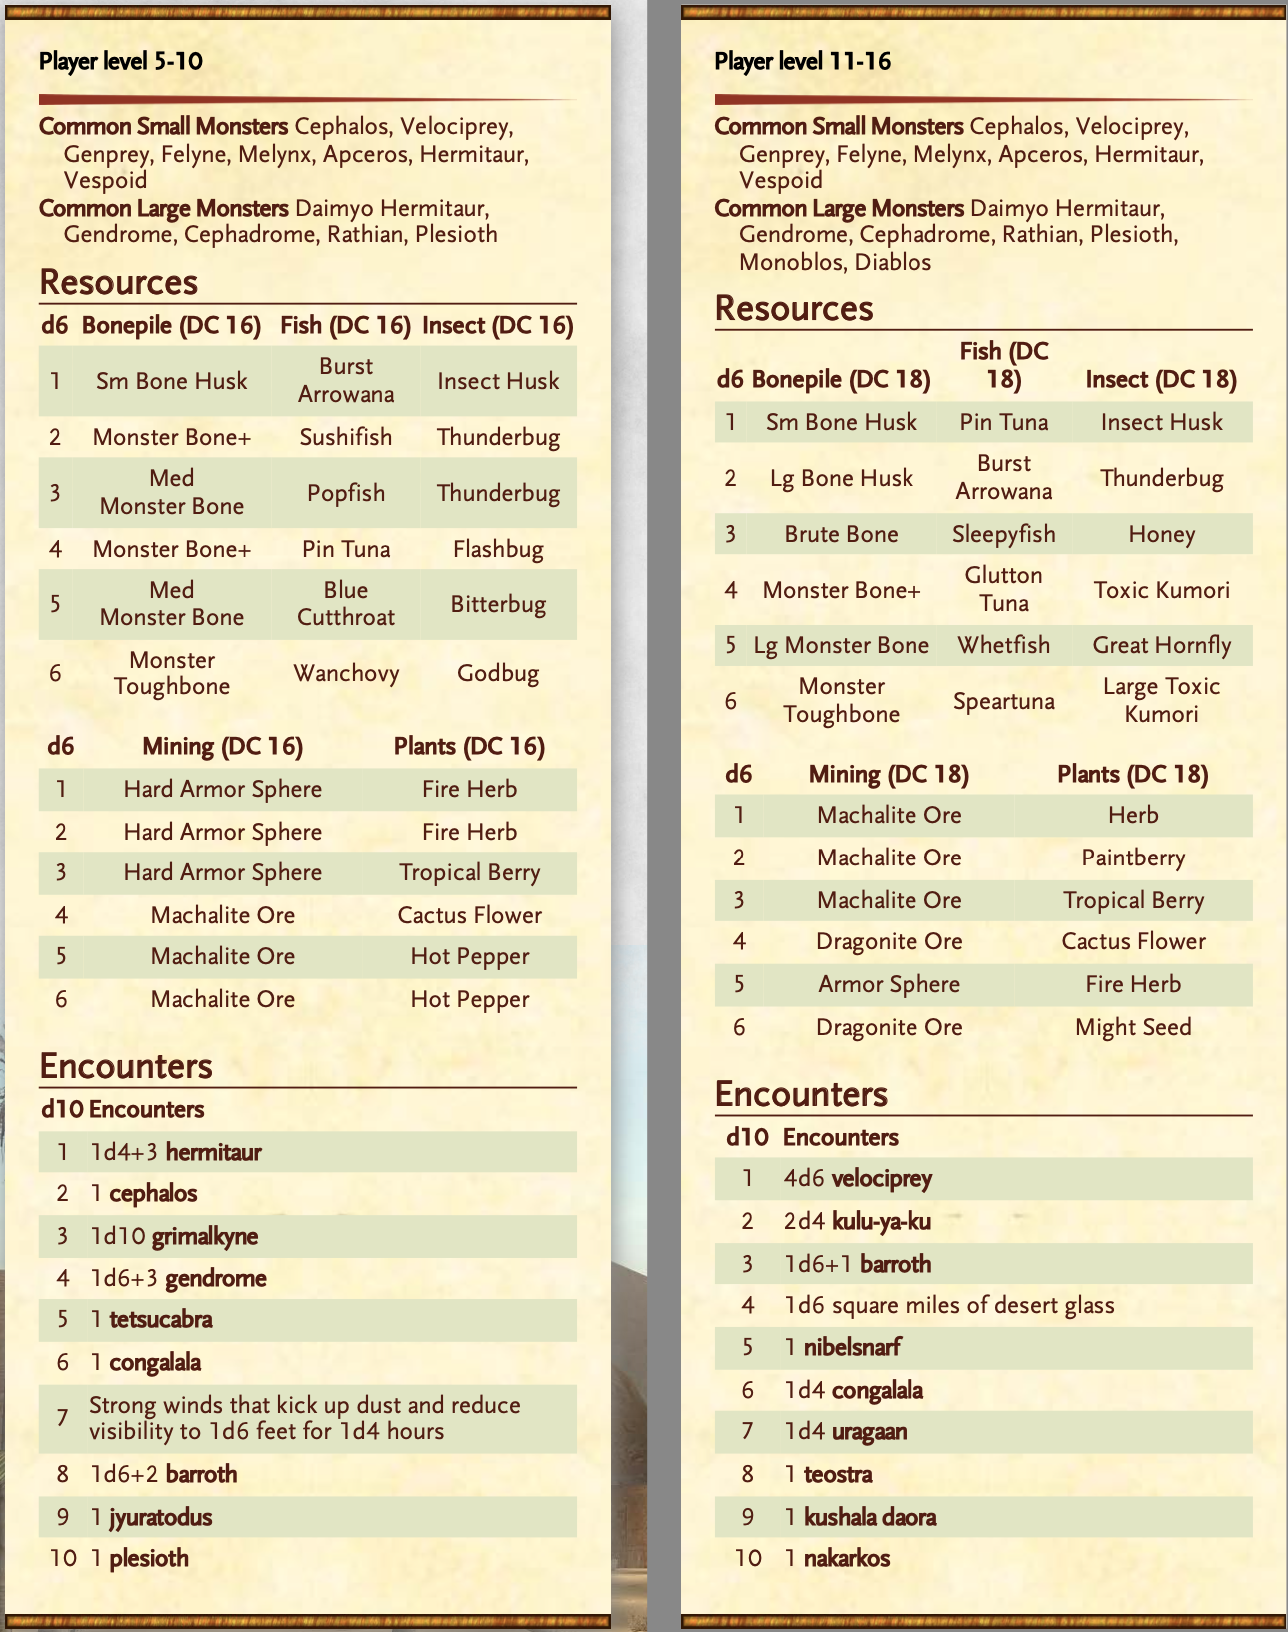 Player level 5-10
Common Small Monsters Cephalos, Velociprey,
Genprey, Felyne, Melynx, Apceros, Hermitaur,
Vespoid
Common Large Monsters Daimyo Hermitaur,
Gendrome, Cephadrome, Rathian, Plesioth
Resources
d6 Bonepile (DC 16) Fish (DC 16) Insect (DC 16)
1 Sm Bone Husk Burst Arrowana Insect Husk
2 Monster Bone+ Sushifish Thunderbug
3 Med Monster Bone Popfish Thunderbug
4 Monster Bone+ Pin Tuna Flashbug
5 Med Monster Bone Blue Cutthroat Bitterbug
6 Monster Toughbone Wanchovy Godbug
d6 Mining (DC 16) Plants (DC 16)
1 Hard Armor Sphere Fire Herb
2 Hard Armor Sphere Fire Herb
3 Hard Armor Sphere Tropical Berry
4 Machalite Ore Cactus Flower
5 Machalite Ore Hot Pepper
6 Machalite Ore Hot Pepper
Encounters
d10 Encounters
1 1d4+3 hermitaur
2 1 cephalos
3 1d10 grimalkyne
4 1d6+3 gendrome
5 1 tetsucabra
6 1 congalala
7 Strong winds that kick up dust and reduce
visibility to 1d6 feet for 1d4 hours
8 1d6+2 barroth
9 1 jyuratodus
10 1 plesioth
Player level 11-16
Common Small Monsters Cephalos, Velociprey,
Genprey, Felyne, Melynx, Apceros, Hermitaur,
Vespoid
Common Large Monsters Daimyo Hermitaur,
Gendrome, Cephadrome, Rathian, Plesioth,
Monoblos, Diablos
Resources
d6 Bonepile (DC 18) Fish (DC 18) Insect (DC 18)
1 Sm Bone Husk Pin Tuna Insect Husk
2 Lg Bone Husk Burst Arrowana Thunderbug
3 Brute Bone Sleepyfish Honey
4 Monster Bone+ Glutton Tuna Toxic Kumori
5 Lg Monster Bone Whetfish Great Hornfly
6 Monster Toughbone Speartuna Large Toxic Kumori
d6 Mining (DC 18) Plants (DC 18)
1 Machalite Ore Herb
2 Machalite Ore Paintberry
3 Machalite Ore Tropical Berry
4 Dragonite Ore Cactus Flower
5 Armor Sphere Fire Herb
6 Dragonite Ore Might Seed
Encounters
d10 Encounters
1 4d6 velociprey
2 2d4 kulu-ya-ku
3 1d6+1 barroth
4 1d6 square miles of desert glass
5 1 nibelsnarf
6 1d4 congalala
7 1d4 uragaan
8 1 teostra
9 1 kushala daora
10 1 nakarkos